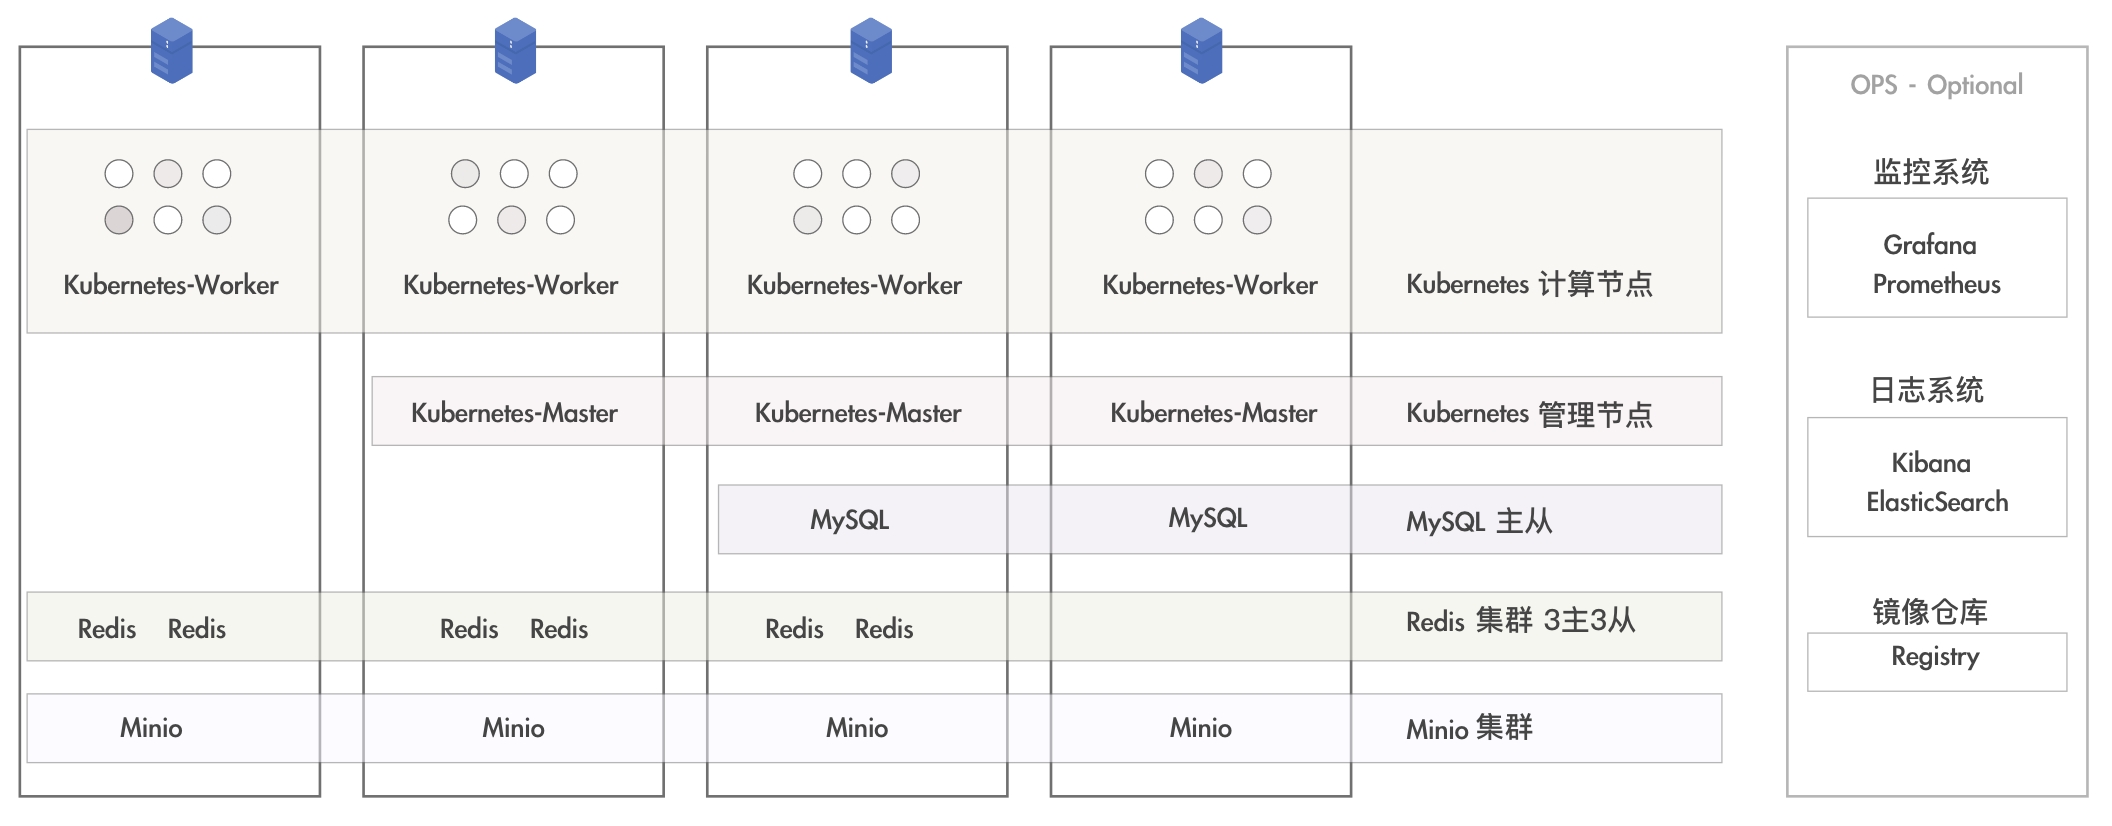 OPS - Optional
Kubernetes-Worker
Kubernetes-Worker
Kubernetes-Worker
Kubernetes-Worker
Kubernetes 计算节点
Kubernetes-Master
Kubernetes-Master
Kubernetes-Master
Kubernetes 管理节点
MySQL
MySQL
MySQL 主从
Redis Redis
Redis Redis
Redis Redis
Redis 集群 3主3从
Minio
Minio
Minio
Minio
Minio 集群
监控系统
Grafana
Prometheus
日志系统
Kibana
ElasticSearch
镜像仓库
Registry